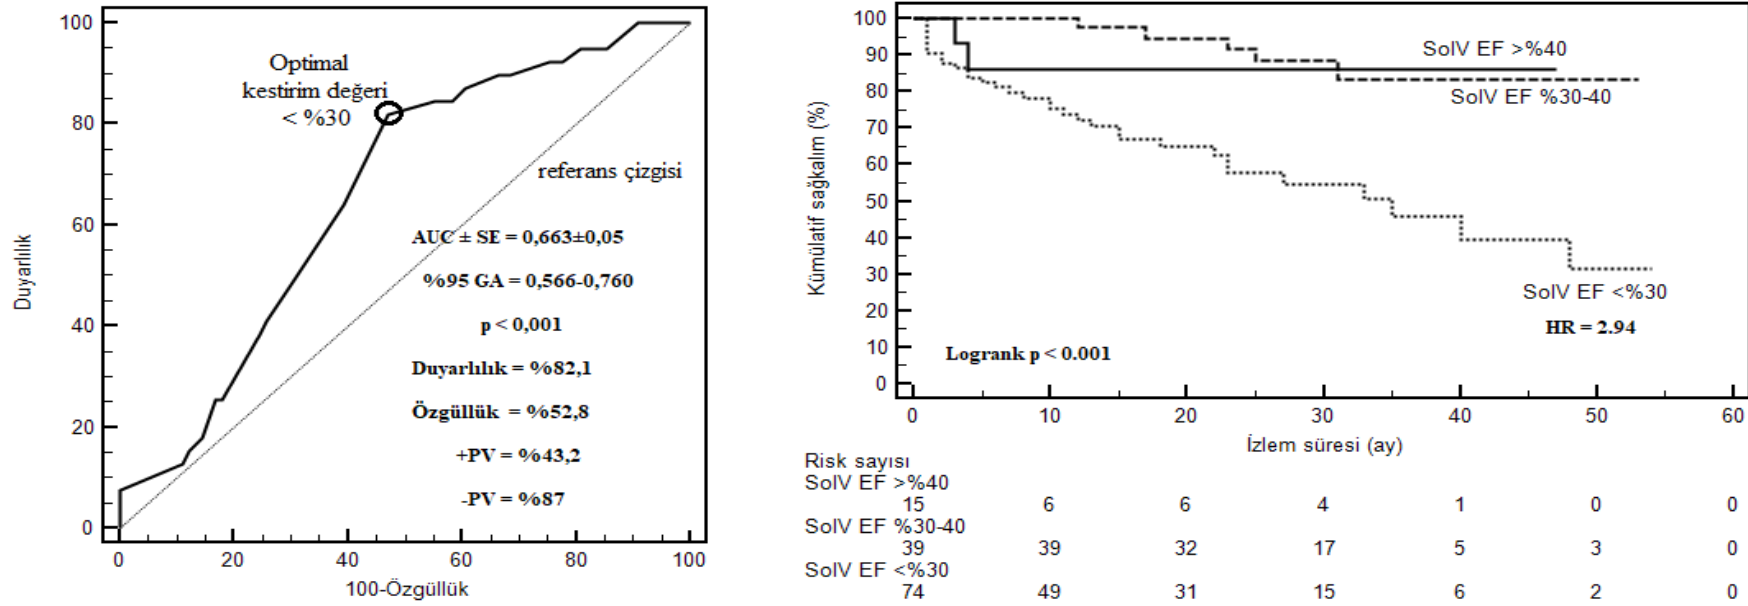 100
80
60
40
20
0
Duyarlılık
Optimal
kestirim değeri
< %30
referans çizgisi
AUC ± SE = 0,663±0,05
%95 GA = 0,566-0,760
p < 0,001
Duyarlılık = %82,1
Özgüllük = %52,8
+PV = %43,2
-PV = %87
0 20 40 60 80 100
100-Özgüllük
100
90
80
70
60
50
40
30
20
10
0
Kümülatif sağkalım (%)
SolV EF >%40
SolV EF %30-40
SolV EF <%30
HR = 2.94
Logrank p < 0.001
0 10 20 30 40 50 60
İzlem süresi (ay)
Risk sayısı
SolV EF >%40
15 6 6 4 1 0 0
SolV EF %30-40
39 39 32 17 5 3 0
SolV EF <%30
74 49 31 15 6 2 0